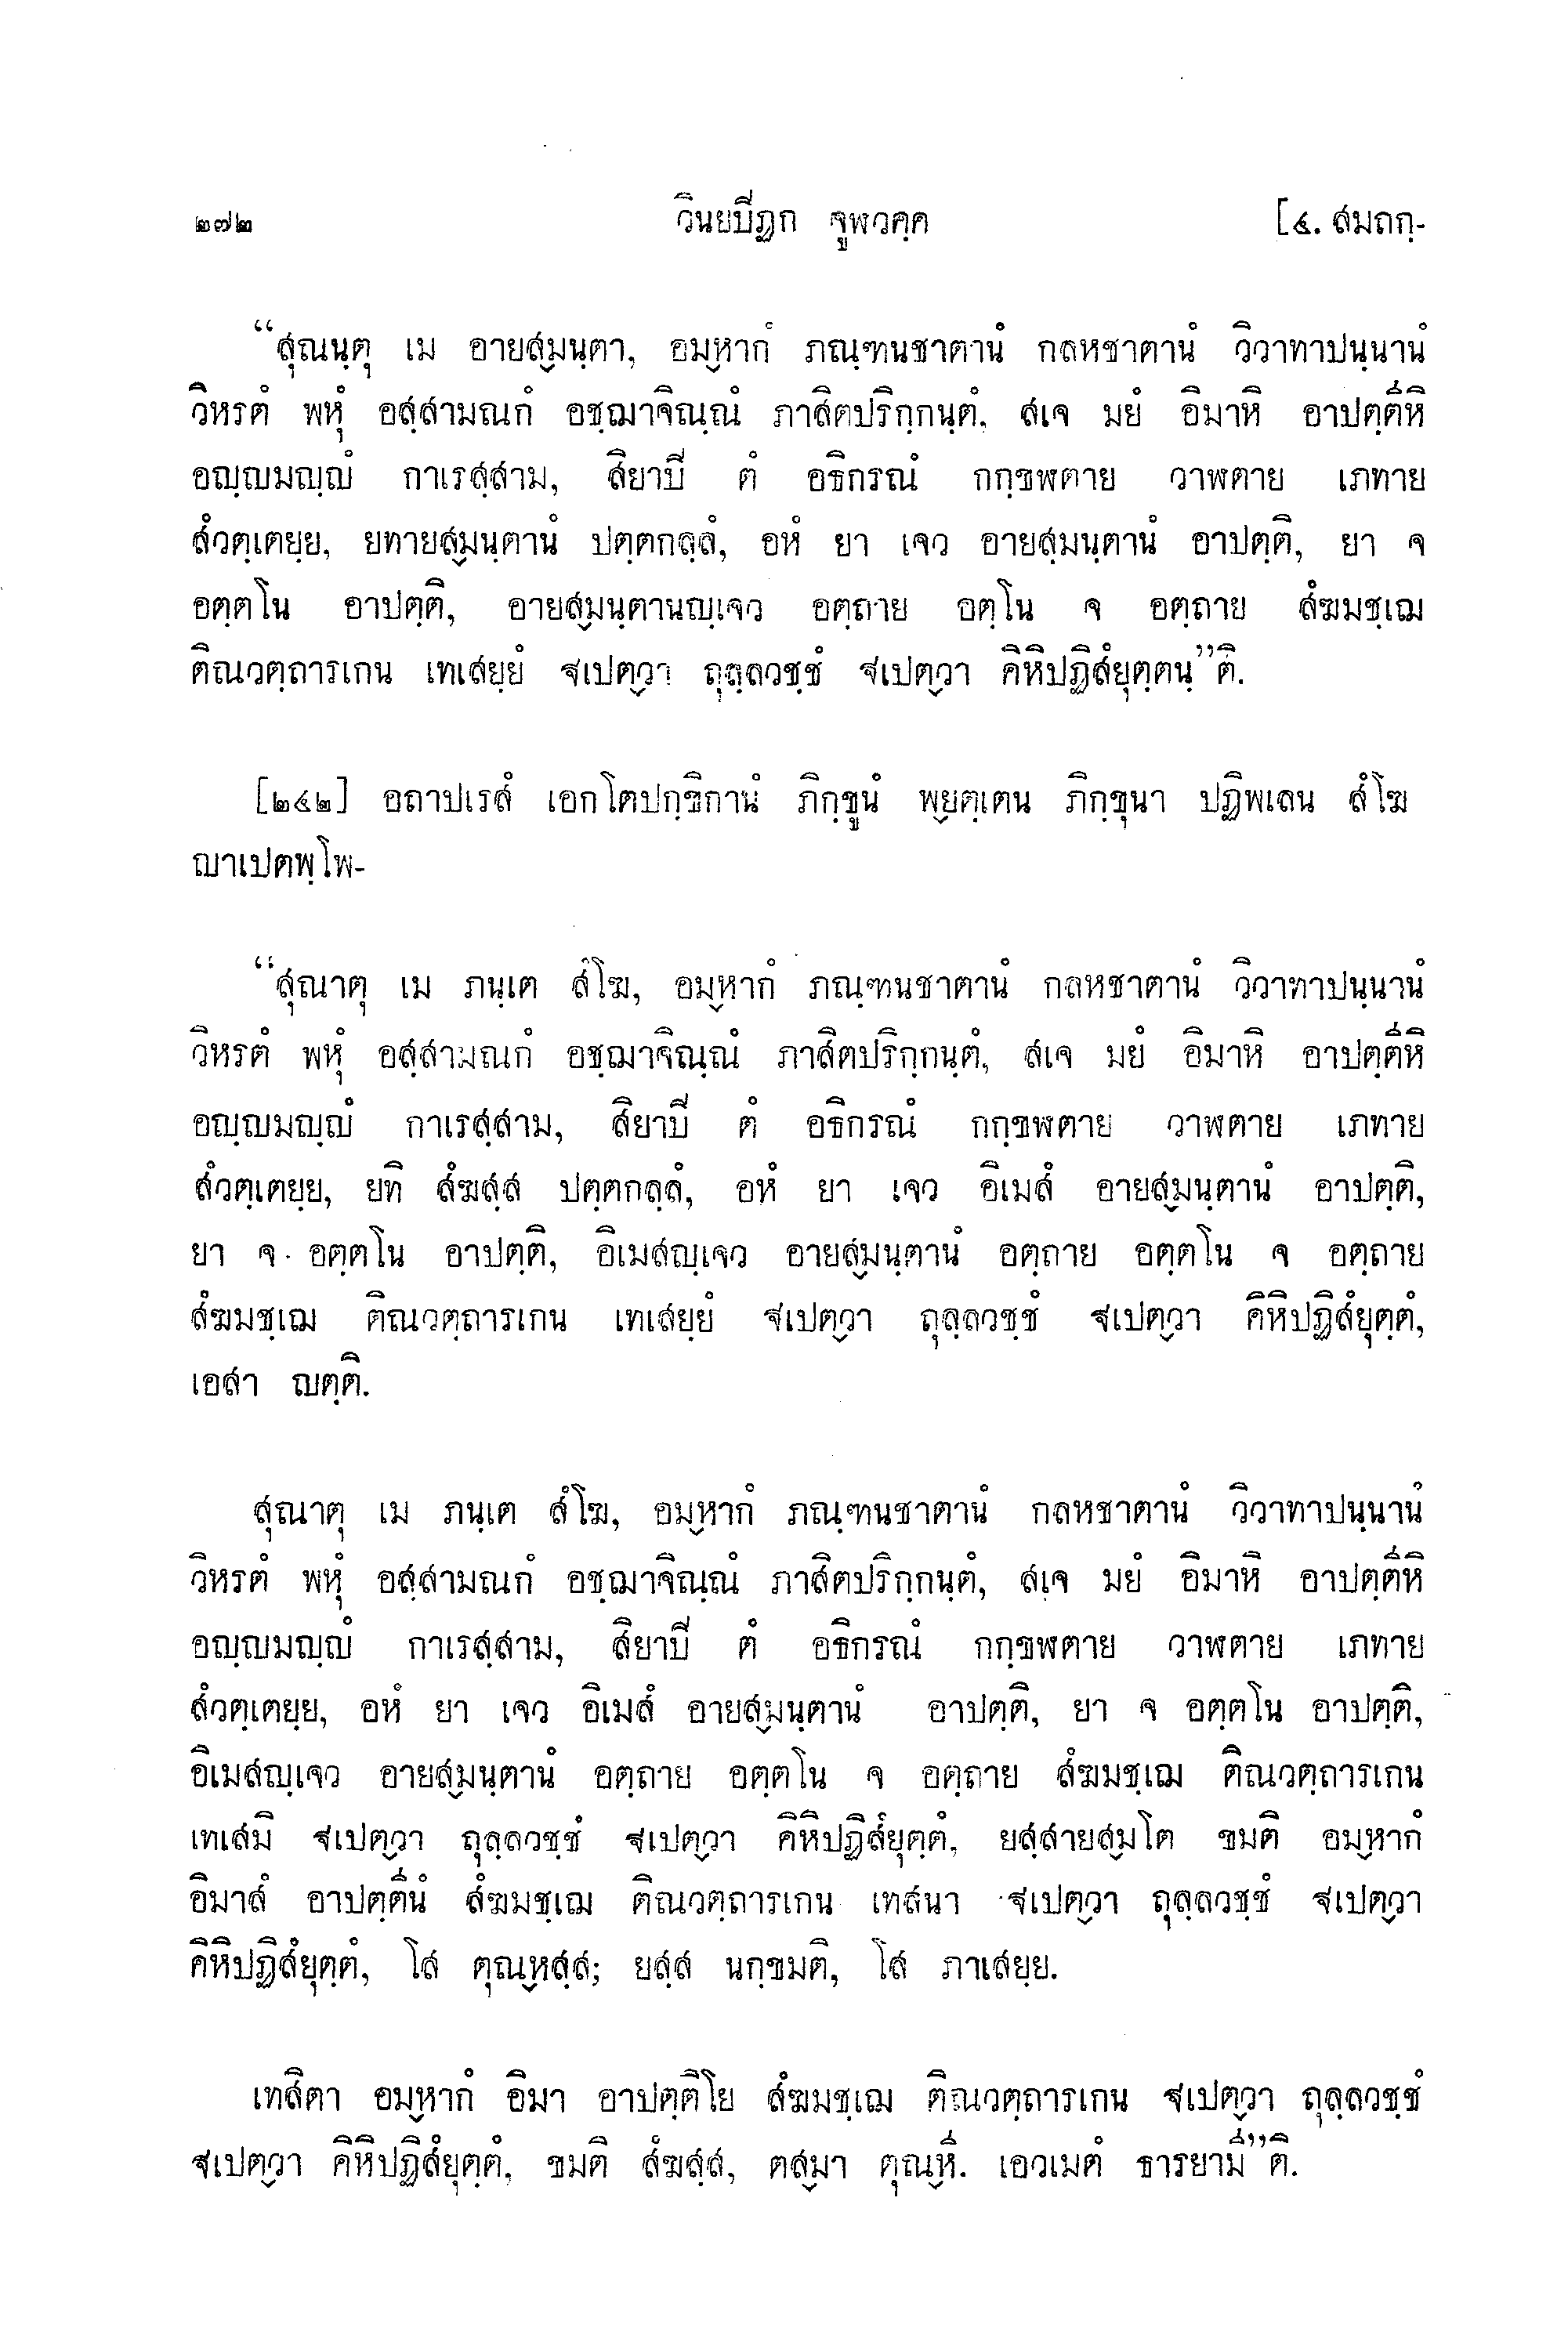 ๒๗๒ วินยปิฏก จูฬวคฺค [๔. สมถกฺ-
“สุณนฺตุ เม อายสฺมนฺตา, อมฺหากํ ภณฺฑนชาตานํ กลหชาตานํ วิวาทาปนฺนานํ
วิหรตํ พหุํ อสฺสามณกํ อชฺฌาจิณฺณํ ภาสิตปริกฺกนฺตํ, สเจ มยํ อิมาหิ อาปตฺตีหิ
อญฺญมญฺญํ กาเรสฺสาม, สิยาปิ ตํ อธิกรณํ กกฺขฬตาย วาฬตาย เภทาย
สํวตฺเตยฺย, ยทายสฺมนฺตานํ ปตฺตกลฺลํ, อหํ ยา เจว อายสฺมนฺตานํ อาปตฺติ, ยา จ
อตฺตโน อาปตฺติ, อายสฺมนฺตานญฺเจว อตฺถาย อตฺโน จ อตฺถาย สํฆมชฺเฌ
ติณวตฺถารเกน เทเสยฺยํ ฐเปตฺวา ถุลฺลวชฺชํ ฐเปตฺวา คิหิปฏิสํยุตฺตนฺ”ติ.
[๒๔๒] อถาปเรสํ เอกโตปกฺขิกานํ ภิกฺขูนํ พฺยตฺเตน ภิกฺขุนา ปฏิพเลน สํโฆ
ญาเปตพฺโพ-
“สุณาตุ เม ภนฺเต สํโฆ, อมฺหากํ ภณฺฑนชาตานํ กลหชาตานํ วิวาทาปนฺนานํ
วิหรตํ พหุํ อสฺสามณกํ อชฺฌาจิณฺณํ ภาสิตปริกฺกนฺตํ, สเจ มยํ อิมาหิ อาปตฺตีหิ
อญฺญมญฺญํ กาเรสฺสาม, สิยาปิ ตํ อธิกรณํ กกฺขฬตาย วาฬตาย เภทาย
สํวตฺเตยฺย, ยทิ สํฆสฺส ปตฺตกลฺลํ, อหํ ยา เจว อิเมสํ อายสฺมนฺตานํ อาปตฺติ,
ยา จ อตฺตโน อาปตฺติ, อิเมสญฺเจว อายสฺมนฺตานํ อตฺถาย อตฺตโน จ อตฺถาย
สํฆมชฺเฌ ติณวตฺถารเกน เทเสยฺยํ ฐเปตฺวา ถุลฺลวชฺชํ ฐเปตฺวา คิหิปฏิสํยุตฺตํ,
เอสา ญตฺติ.
สุณาตุ เม ภนฺเต สํโฆ, อมฺหากํ ภณฺฑนชาตานํ กลหชาตานํ วิวาทาปนฺนานํ
วิหรตํ พหุํ อสฺสามณกํ อชฺฌาจิณฺณํ ภาสิตปริกฺกนฺตํ, สเจ มยํ อิมาหิ อาปตฺตีหิ
อญฺญมญฺญํ กาเรสฺสาม, สิยาปิ ตํ อธิกรณํ กกฺขฬตาย วาฬตาย เภทาย
สํวตฺเตยฺย, อหํ ยา เจว อิเมสํ อายสฺมนฺตานํ อาปตฺติ, ยา จ อตฺตโน อาปตฺติ,
อิเมสญฺเจว อายสฺมนฺตานํ อตฺถาย อตฺตโน จ อตฺถาย สํฆมชฺเฌ ติณวตฺถารเกน
เทเสมิ ฐเปตฺวา ถุลฺลวชฺชํ ฐเปตฺวา คิหิปฏิสํยุตฺตํ, ยสฺสายสฺมโต ขมติ อมฺหากํ
อิมาสํ อาปตฺตีนํ สํฆมชฺเฌ ติณวตฺถารเกน เทสนา ฐเปตฺวา ถุลฺลวชฺชํ ฐเปตฺวา
คิหิปฏิสํยุตฺตํ, โส ตุณฺหสฺส; ยสฺส นกฺขมติ, โส ภาเสยฺย.
เทสิตา อมฺหากํ อิมา อาปตฺติโย สํฆมชฺเฌ ติณวตฺถารเกน ฐเปตฺวา ถุลฺลวชฺชํ
ฐเปตฺวา คิหิปฏิสํยุตฺตํ, ขมติ สํฆสฺส, ตสฺมา ตุณฺหี. เอวเมตํ ธารยามี”ติ.